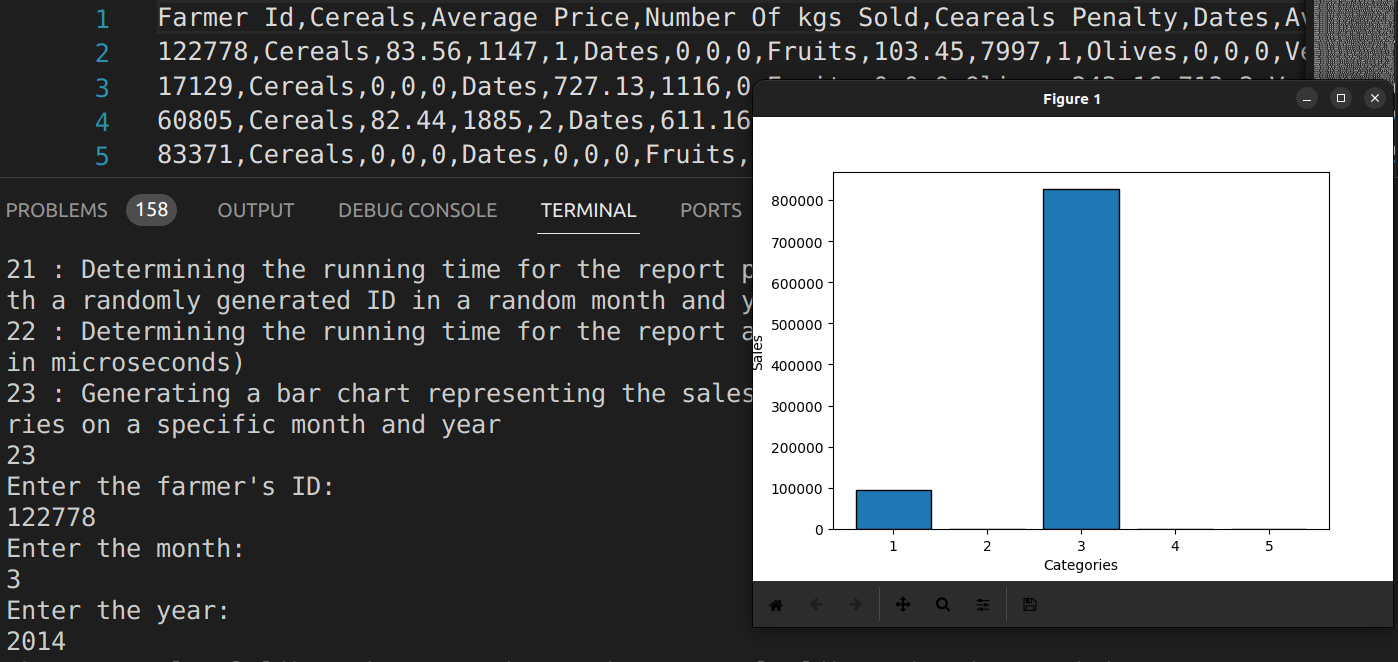 1 Farmer Id,Cereals,Average Price,Number Of kgs Sold,Ceareals Penalty,Dates,Av
2 122778,Cereals,83.56,1147,1,Dates,0,0,0,Fruits,103.45,7997,1,Olives,0,0,0,Ve
3 17129,Cereals,0,0,0,Dates,727.13,1116,0
4 60805,Cereals,82.44,1885,2,Dates,611.16
5 83371,Cereals,0,0,0,Dates,0,0,0,Fruits,
PROBLEMS 158 OUTPUT DEBUG CONSOLE TERMINAL PORTS
21 : Determining the running time for the report p
th a randomly generated ID in a random month and y
22 : Determining the running time for the report a
in microseconds)
23 : Generating a bar chart representing the sales
ries on a specific month and year
23
Enter the farmer's ID:
122778
Enter the month:
3
Enter the year:
2014
Figure 1
800000
700000
600000
500000
400000
300000
200000
100000
0
Sales
1 2 3 4 5
Categories